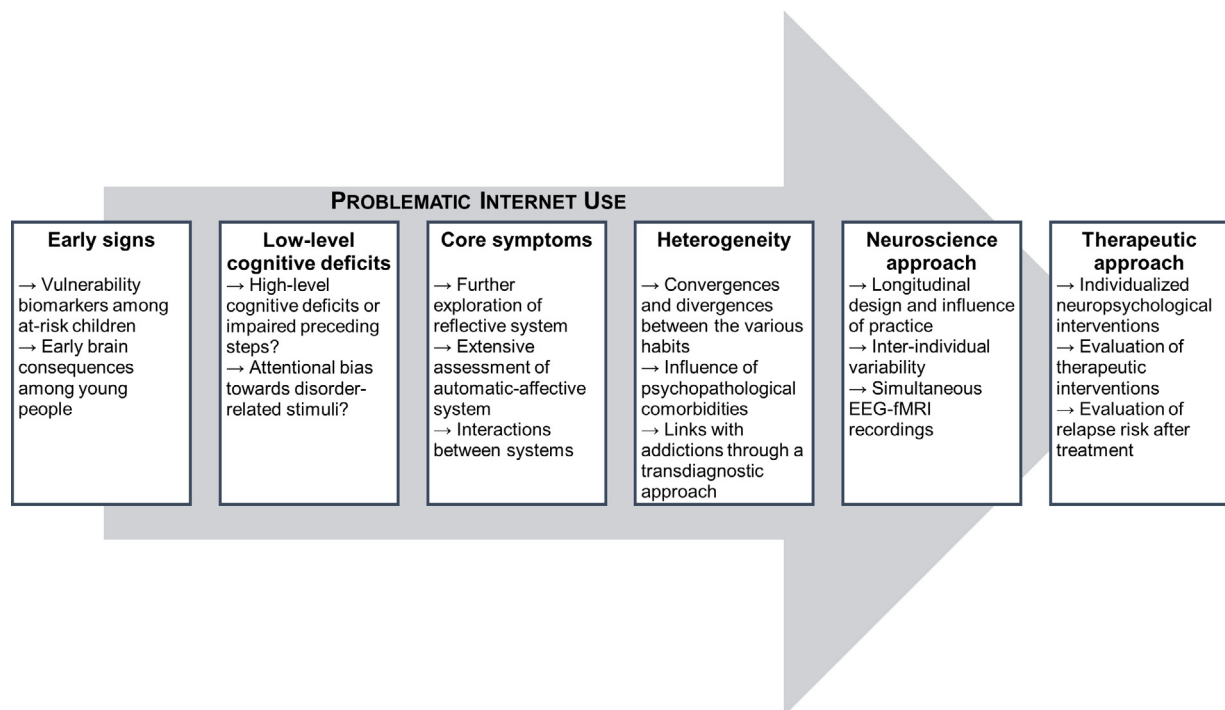 PROBLEMATIC INTERNET USE
Early signs
→ Vulnerability
biomarkers among
at-risk children
→ Early brain
consequences
among young
people
Low-level
cognitive deficits
→ High-level
cognitive deficits or
impaired preceding
steps?
→ Attentional bias
towards disorder-
related stimuli?
Core symptoms
→ Further
exploration of
reflective system
→ Extensive
assessment of
automatic-affective
system
→ Interactions
between systems
Heterogeneity
→ Convergences
and divergences
between the various
habits
→ Influence of
psychopathological
comorbidities
→ Links with
addictions through a
transdiagnostic
approach
Neuroscience
approach
→ Longitudinal
design and influence
of practice
→ Inter-individual
variability
→ Simultaneous
EEG-fMRI
recordings
Therapeutic
approach
→ Individualized
neuropsychological
interventions
→ Evaluation of
therapeutic
interventions
→ Evaluation of
relapse risk after
treatment